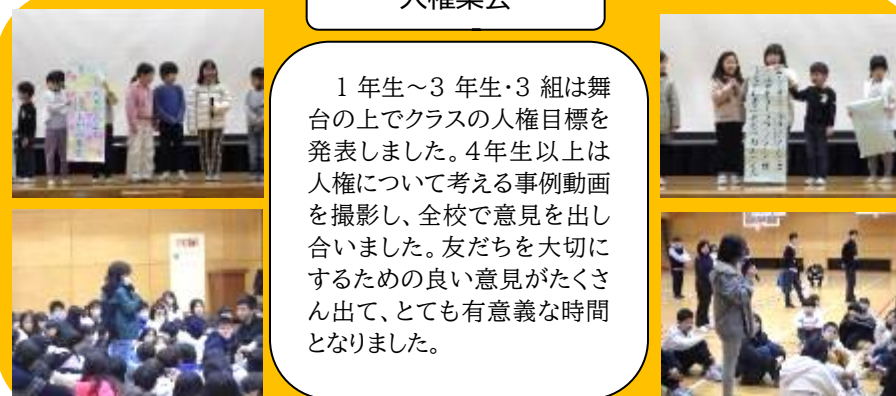 人権集会
１年生～３年生・３組は舞
台の上でクラスの人権目標を
発表しました。４年生以上は
人権について考える事例動画
を撮影し、全校で意見を出し
合いました。友だちを大切に
するための良い意見がたくさ
ん出て、とても有意義な時間
となりました。